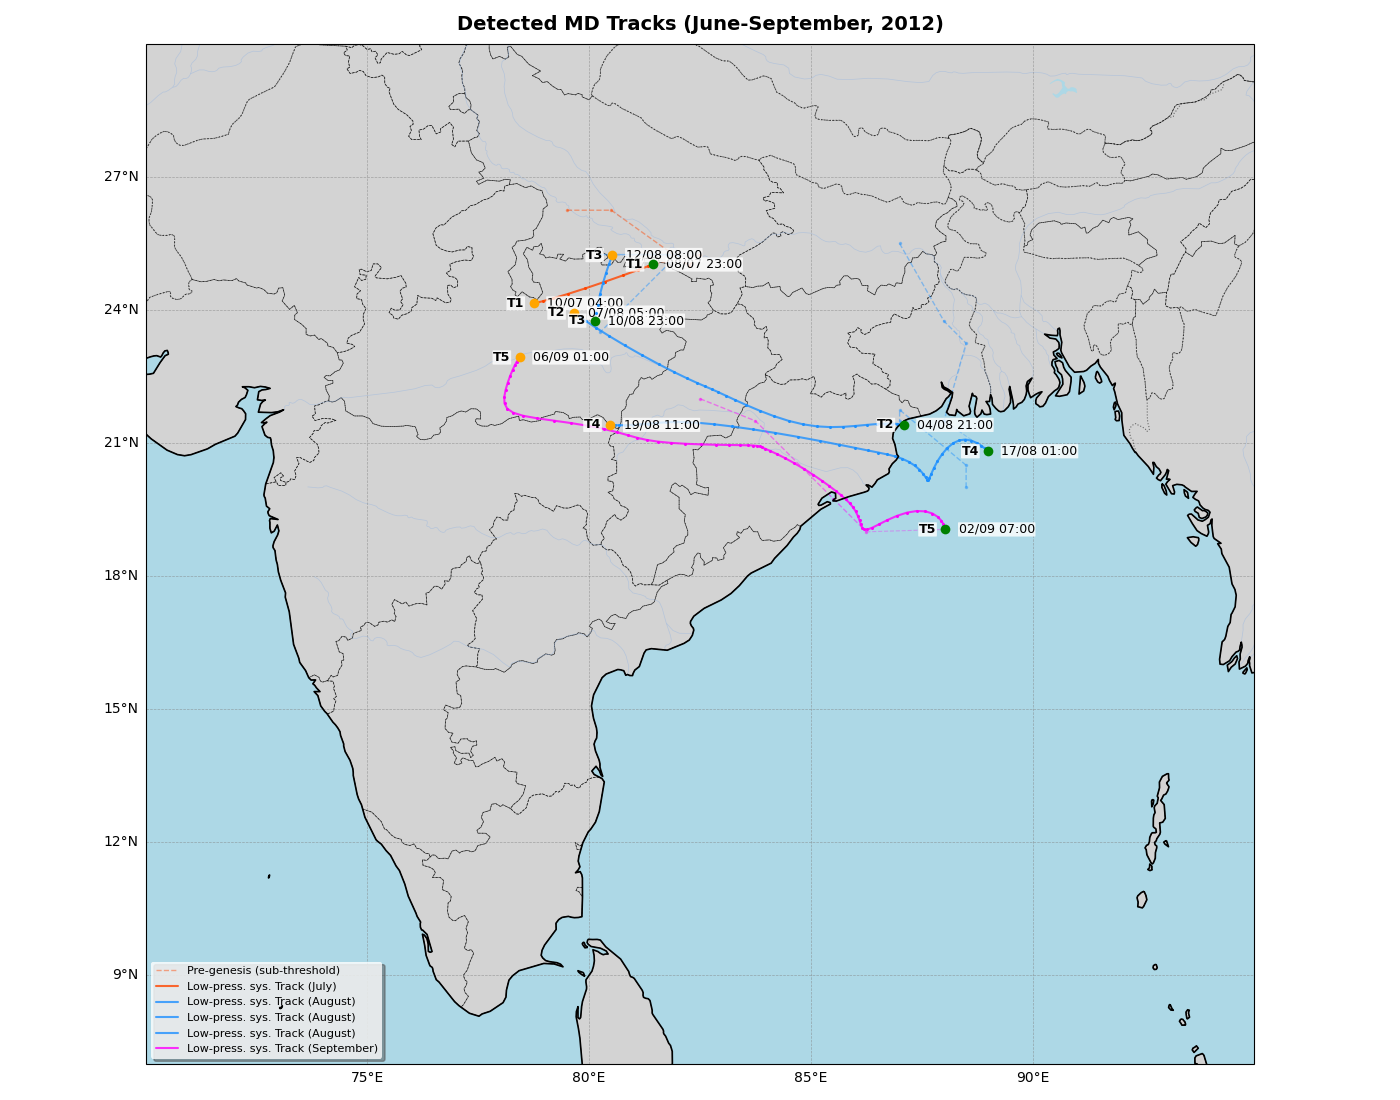 Detected MD Tracks (June-September, 2012)
27°N
24°N
21°N
18°N
15°N
12°N
9°N
T3 12/08 08:00
T1 08/07 23:00
T1 10/07 04:00
T2 07/08 05:00
T3 10/08 23:00
T5 06/09 01:00
T4 19/08 11:00
T2 04/08 21:00
T4 17/08 01:00
T5 02/09 07:00
Pre-genesis (sub-threshold)
Low-press. sys. Track (July)
Low-press. sys. Track (August)
Low-press. sys. Track (August)
Low-press. sys. Track (August)
Low-press. sys. Track (September)
75°E
80°E
85°E
90°E